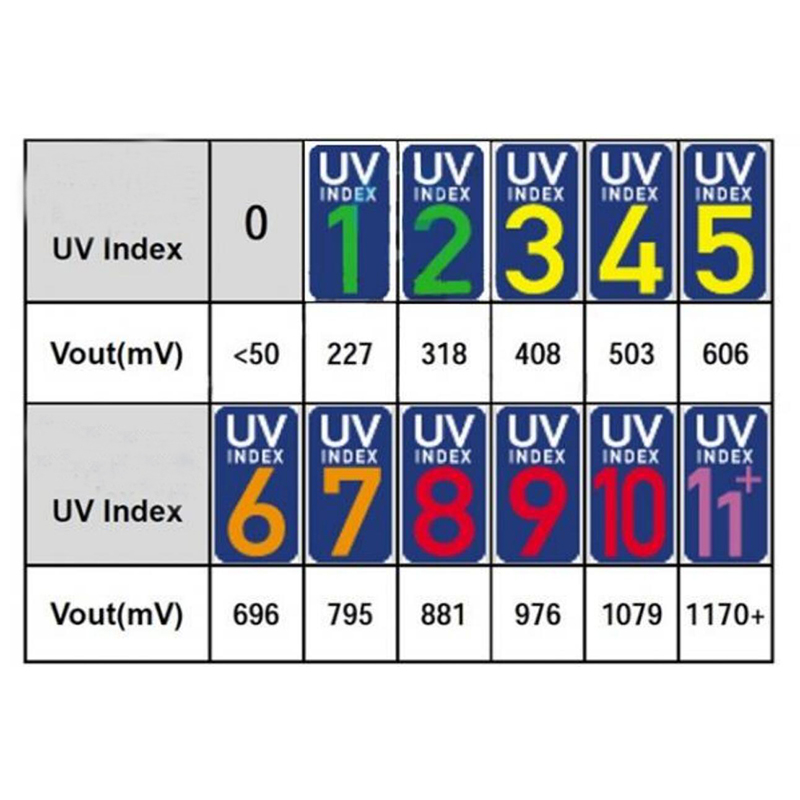 UV Index 0 UV INDEX 1 UV INDEX 2 UV INDEX 3 UV INDEX 4 UV INDEX 5
Vout(mV) <50 227 318 408 503 606
UV Index UV INDEX 6 UV INDEX 7 UV INDEX 8 UV INDEX 9 UV INDEX 10 UV INDEX 11+
Vout(mV) 696 795 881 976 1079 1170+